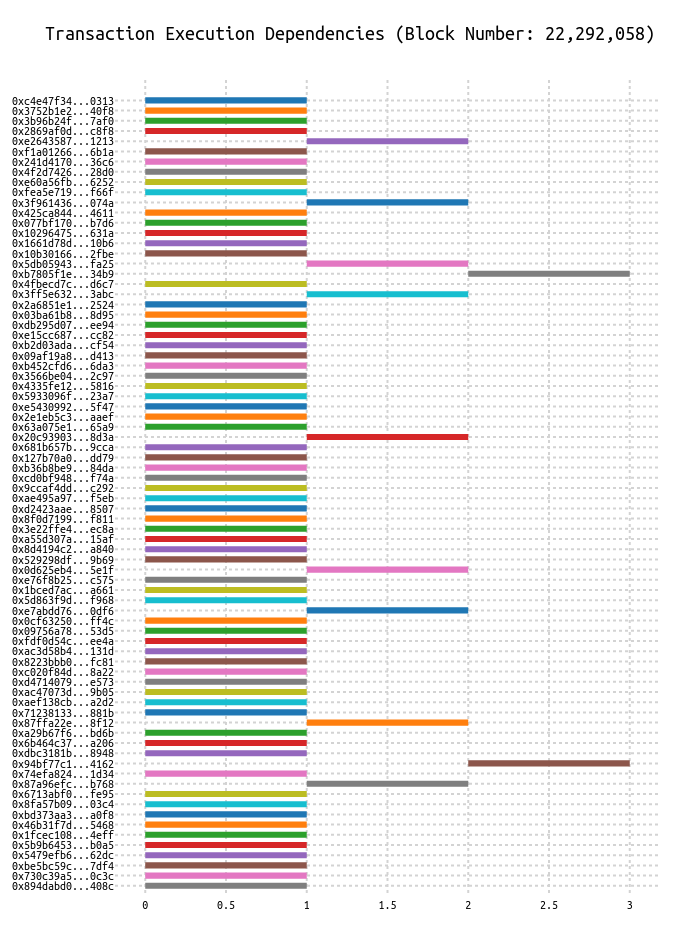 Transaction Execution Dependencies (Block Number: 22,292,058)
0xc4e47f34...0313
0x3752b1e2...40f8
0x3b96b24f...7af0
0x2869af0d...c8f8
0xe2643587...1213
0xf1a01266...6b1a
0x241d4170...36c6
0x4f2d7426...28d0
0xe60a56fb...6252
0xfea5e719...f66f
0x3f961436...074a
0x425ca844...4611
0x077bf170...b7d6
0x10296475...631a
0x1661d78d...10b6
0x10b30166...2fbe
0x5db05943...fa25
0xb7805f1e...34b9
0x4fbecd7c...d6c7
0x3ff5e632...3abc
0x2a6851e1...2524
0x03ba61b8...8d95
0xdb295d07...ee94
0xe15cc687...cc82
0xb2d03ada...cf54
0x09af19a8...d413
0xb452cfd6...6da3
0x3566be04...2c97
0x4335fe12...5816
0x5933096f...23a7
0xe5430992...5f47
0x2e1eb5c3...aaef
0x63a075e1...65a9
0x20c93903...8d3a
0x681b657b...9cca
0x127b70a0...dd79
0xb36b8be9...84da
0xcd0bf948...f74a
0x9ccaf4dd...c292
0xae495a97...f5eb
0xd2423aae...8507
0x8f0d7199...f811
0x3e22ffe4...ec8a
0xa55d307a...15af
0x8d4194c2...a840
0x529298df...9b69
0x0d625eb4...5e1f
0xe76f8b25...c575
0x1bced7ac...a661
0x5d863f9d...f968
0xe7abdd76...0df6
0x0cf63250...ff4c
0x09756a78...53d5
0xfdf0d54c...ee4a
0xac3d58b4...131d
0x8223bbb0...fc81
0xc020f84d...8a22
0xd4714079...e573
0xac47073d...9b05
0xaef138cb...a2d2
0x71238133...881b
0x87ffa22e...8f12
0xa29b67f6...bd6b
0x6b464c37...a206
0xdbc3181b...8948
0x94bf77c1...4162
0x74efa824...1d34
0x87a96efc...b768
0x6713abf0...fe95
0x8fa57b09...03c4
0xbd373aa3...a0f8
0x46b31f7d...5468
0x1fcec108...4eff
0x5b9b6453...b0a5
0x5479efb6...62dc
0xbe5bc59c...7df4
0x730c39a5...0c3c
0x894dabd0...408c
0 0.5 1 1.5 2 2.5 3